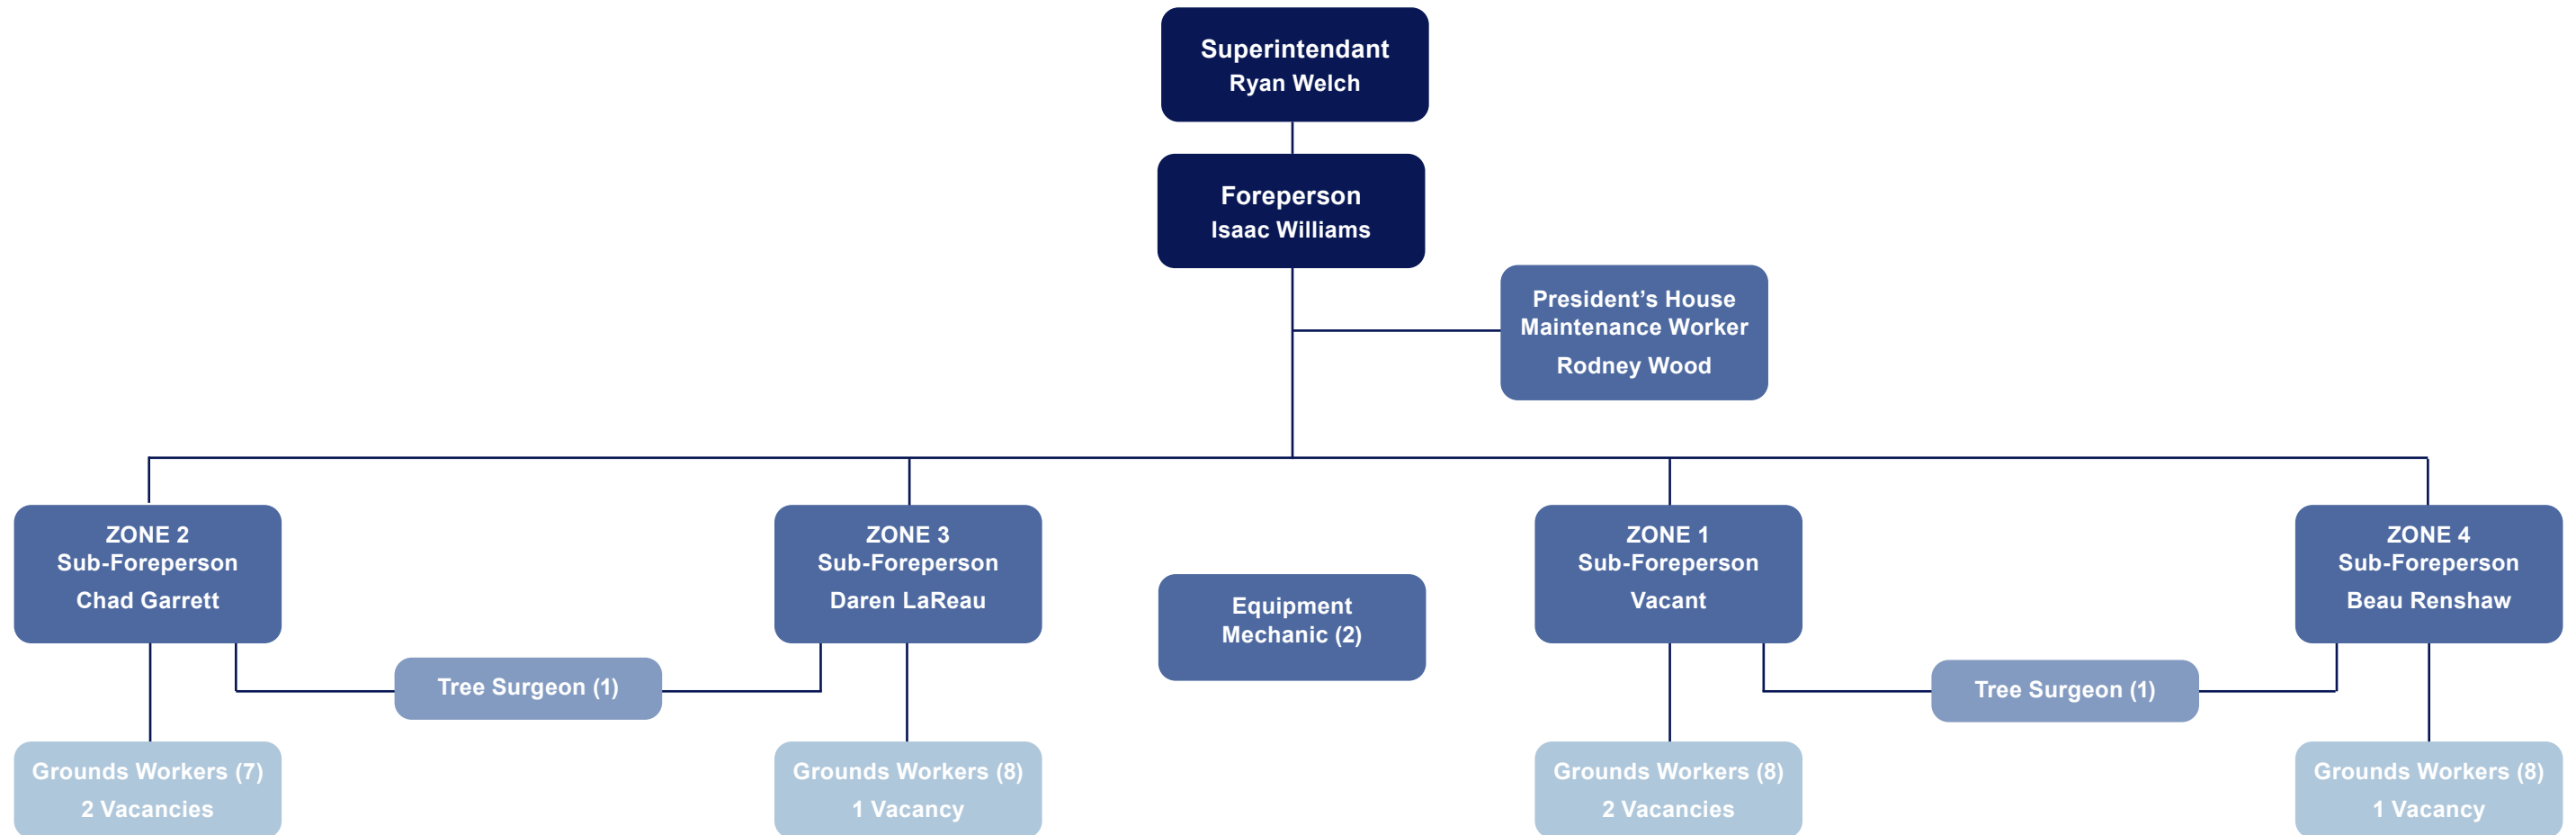 Superintendant
Ryan Welch
Foreperson
Isaac Williams
President’s House
Maintenance Worker
Rodney Wood
ZONE 2
Sub-Foreperson
Chad Garrett
ZONE 3
Sub-Foreperson
Daren LaReau
Equipment
Mechanic (2)
ZONE 1
Sub-Foreperson
Vacant
ZONE 4
Sub-Foreperson
Beau Renshaw
Tree Surgeon (1)
Tree Surgeon (1)
Grounds Workers (7)
2 Vacancies
Grounds Workers (8)
1 Vacancy
Grounds Workers (8)
2 Vacancies
Grounds Workers (8)
1 Vacancy